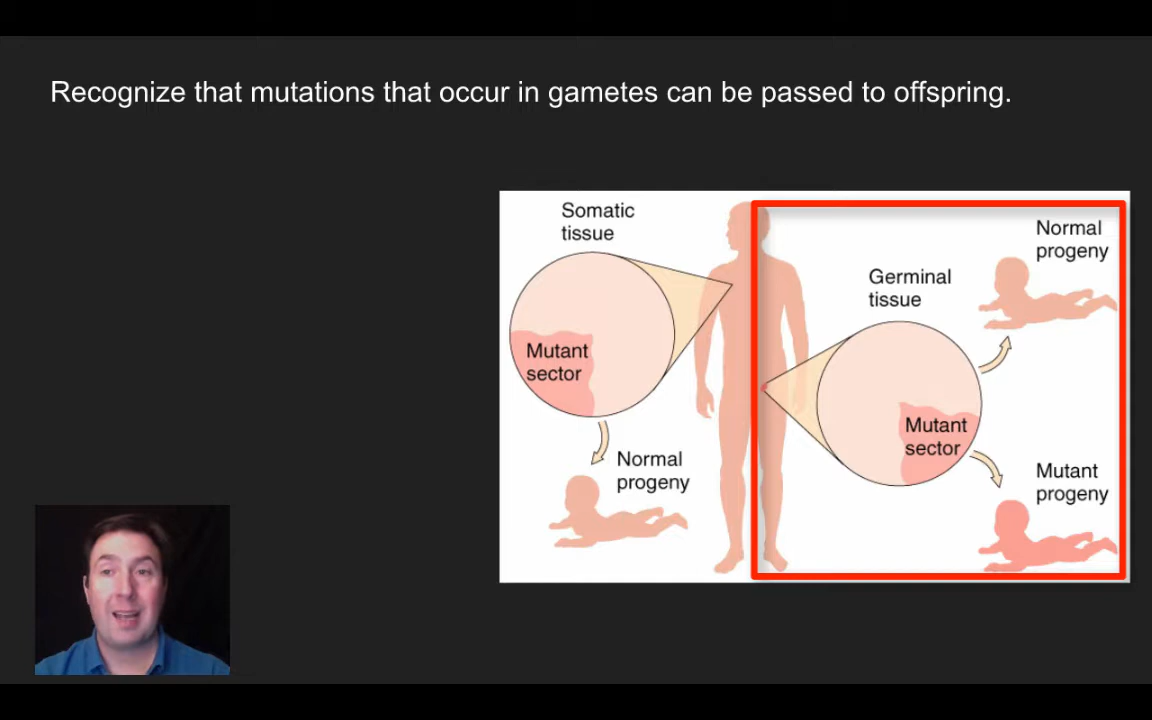 Recognize that mutations that occur in gametes can be passed to offspring.
Somatic
tissue
Mutant
sector
Normal
progeny
Germinal
tissue
Mutant
sector
Normal
progeny
Mutant
progeny